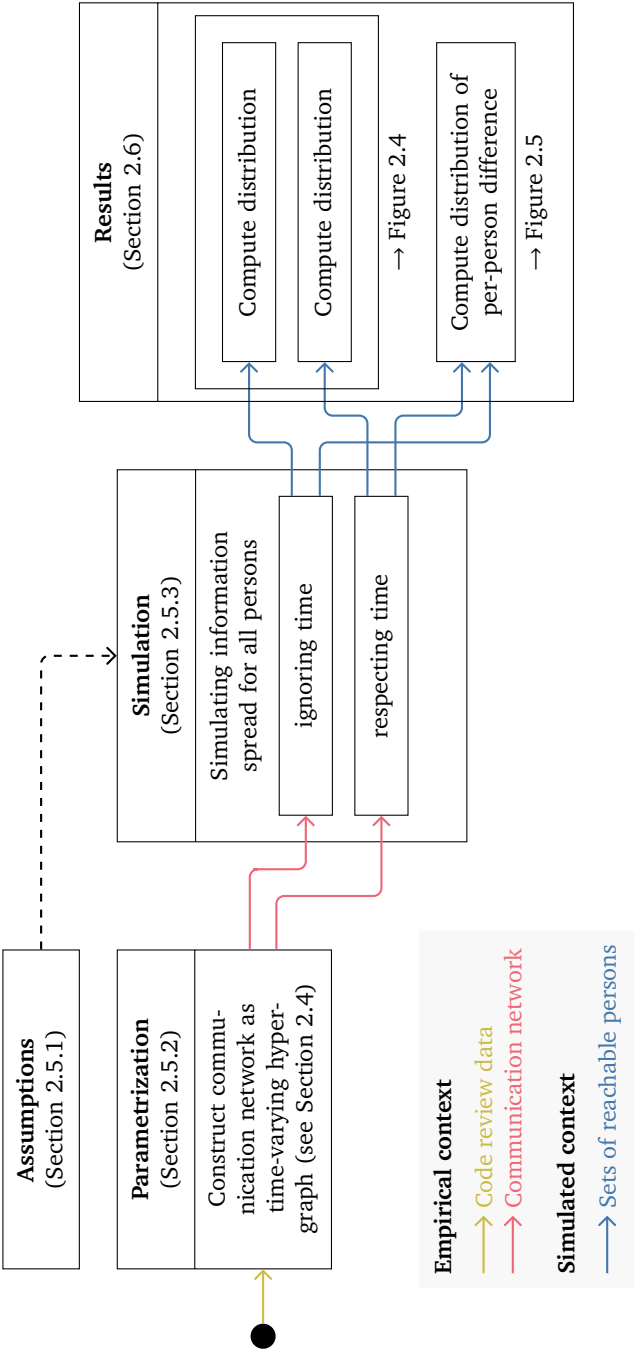 Assumptions
(Section 2.5.1)
Parametrization
(Section 2.5.2)
Construct commu-
nication network as
time-varying hyper-
graph (see Section 2.4)
Simulation
(Section 2.5.3)
Simulating information
spread for all persons
ignoring time
respecting time
Results
(Section 2.6)
Compute distribution
Compute distribution
→ Figure 2.4
Compute distribution of
per-person difference
→ Figure 2.5
Empirical context
Code review data
Communication network
Simulated context
Sets of reachable persons